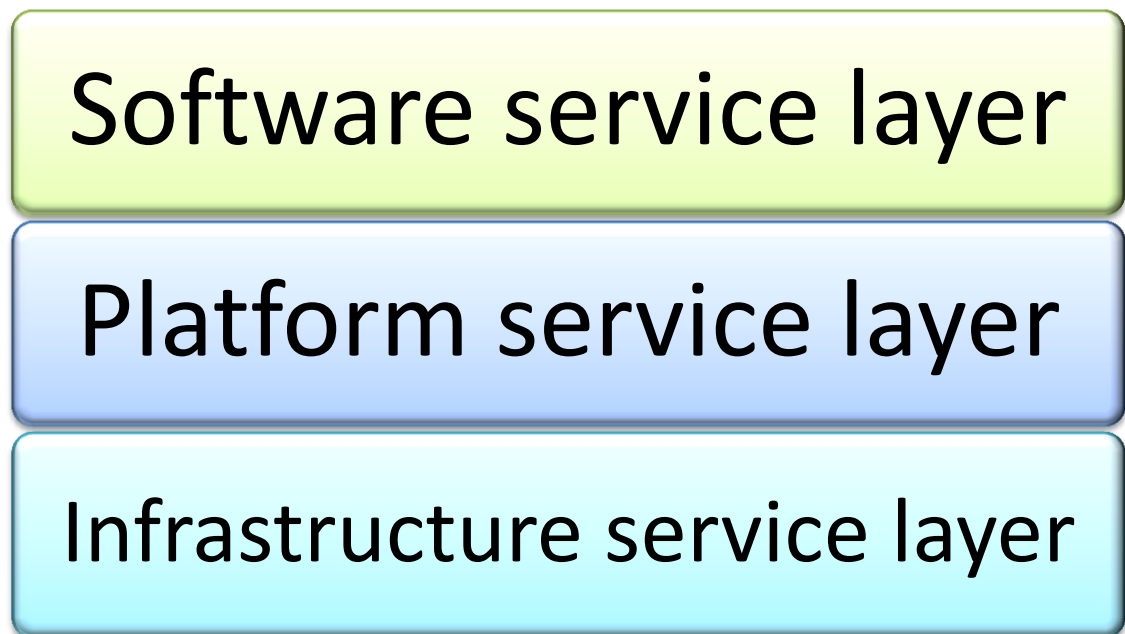 Software service layer
Platform service layer
Infrastructure service layer